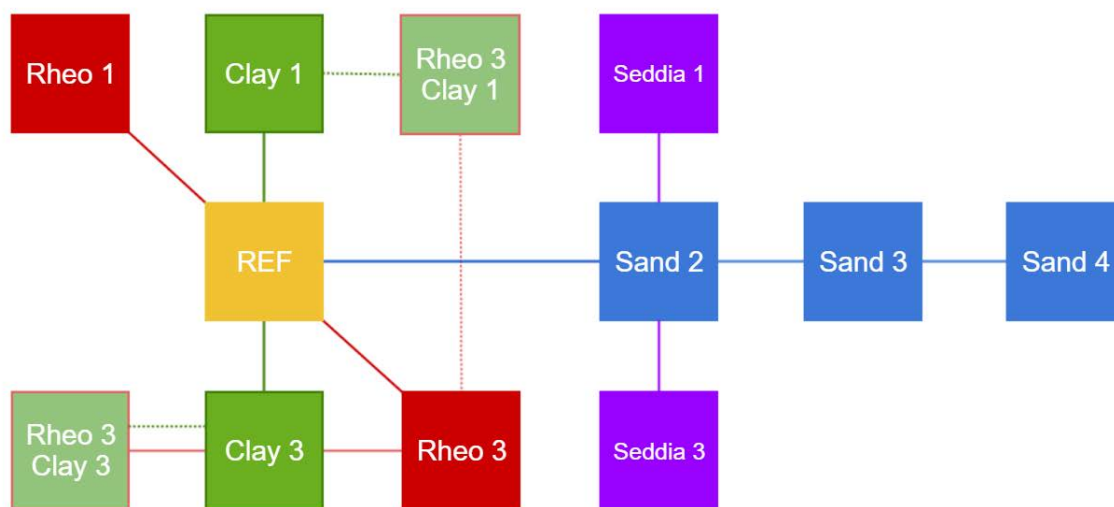 Rheo 1
Clay 1
Rheo 3
Clay 1
Seddia 1
REF
Sand 2
Sand 3
Sand 4
Rheo 3
Clay 3
Clay 3
Rheo 3
Seddia 3